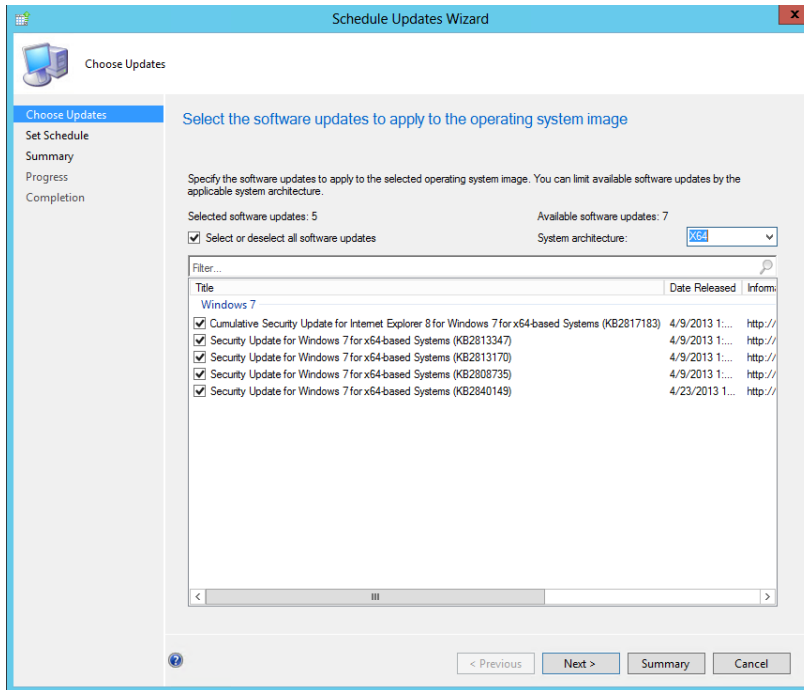 Schedule Updates Wizard
x
Choose Updates
Choose Updates
Set Schedule
Summary
Progress
Completion
Select the software updates to apply to the operating system image
Specify the software updates to apply to the selected operating system image. You can limit available software updates by the
applicable system architecture.
Selected software updates: 5
Available software updates: 7
Select or deselect all software updates
System architecture:
X64
Filter...
Title Date Released Inform
Windows 7
Cumulative Security Update for Internet Explorer 8 for Windows 7 for x64-based Systems (KB2817183) 4/9/2013 1:... http://
Security Update for Windows 7 for x64-based Systems (KB2813347) 4/9/2013 1:... http://
Security Update for Windows 7 for x64-based Systems (KB2813170) 4/9/2013 1:... http://
Security Update for Windows 7 for x64-based Systems (KB2808735) 4/9/2013 1:... http://
Security Update for Windows 7 for x64-based Systems (KB2840149) 4/23/2013 1... http://
< Previous
Next >
Summary
Cancel